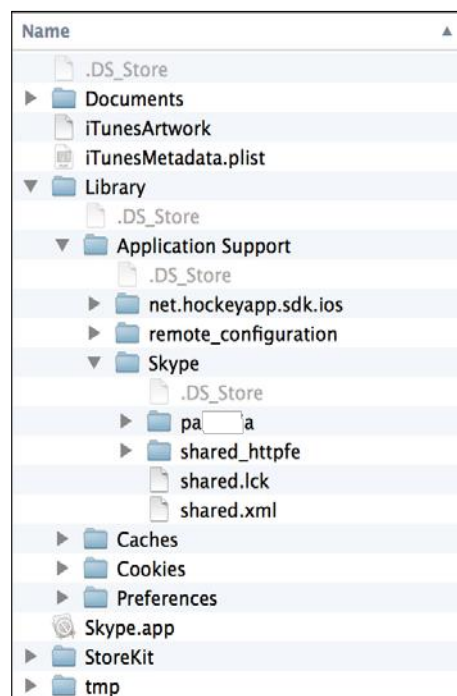 Name
.DS_Store
Documents
iTunesArtwork
iTunesMetadata.plist
Library
.DS_Store
Application Support
.DS_Store
net.hockeyapp.sdk.ios
remote_configuration
Skype
.DS_Store
pa a
shared_httpfe
shared.lck
shared.xml
Caches
Cookies
Preferences
Skype.app
StoreKit
tmp